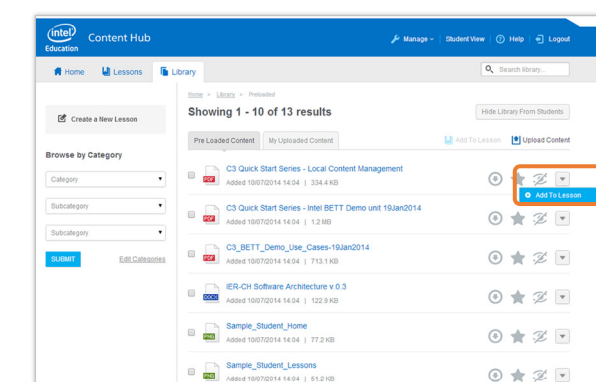 intel
Education
Content Hub
Manage
Student View
Help
Logout
Home
Lessons
Library
Search library...
Home > Library > Preloaded
Showing 1 - 10 of 13 results
Hide Library From Students
Create a New Lesson
Pre Loaded Content
My Uploaded Content
Add To Lesson
Upload Content
Browse by Category
Category
Subcategory
Subcategory
SUBMIT
Edit Categories
PDF
C3 Quick Start Series - Local Content Management
Added 10/07/2014 14:04 | 334.4 KB
Add To Lesson
PDF
C3 Quick Start Series - Intel BETT Demo unit 19Jan2014
Added 10/07/2014 14:04 | 1.2 MB
PDF
C3_BETT_Demo_Use_Cases-19Jan2014
Added 10/07/2014 14:04 | 713.1 KB
DOCX
IER-CH Software Architecture v.0.3
Added 10/07/2014 14:04 | 122.9 KB
PNG
Sample_Student_Home
Added 10/07/2014 14:04 | 77.2 KB
PNG
Sample_Student_Lessons
Added 10/07/2014 14:04 | 51.2 KB